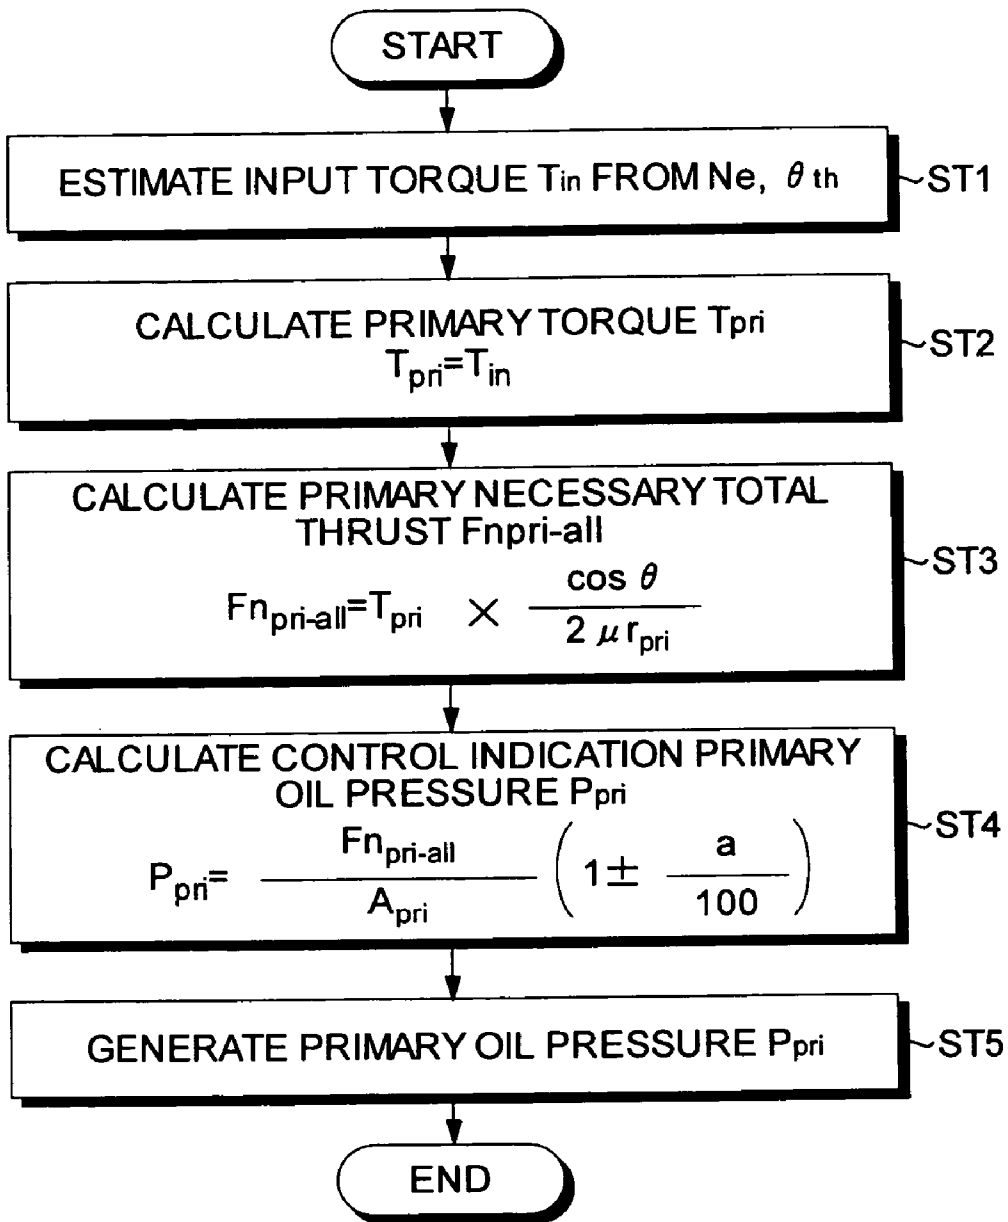 START
ESTIMATE INPUT TORQUE Tin FROM Ne, θ th
ST1
CALCULATE PRIMARY TORQUE Tpri
Tpri=Tin
ST2
CALCULATE PRIMARY NECESSARY TOTAL
THRUST Fnpri-all
Fnpri-all=Tpri × cos θ / 2 μ rpri
ST3
CALCULATE CONTROL INDICATION PRIMARY
OIL PRESSURE Ppri
Ppri= Fnpri-all / Apri ( 1± a / 100 )
ST4
GENERATE PRIMARY OIL PRESSURE Ppri
ST5
END